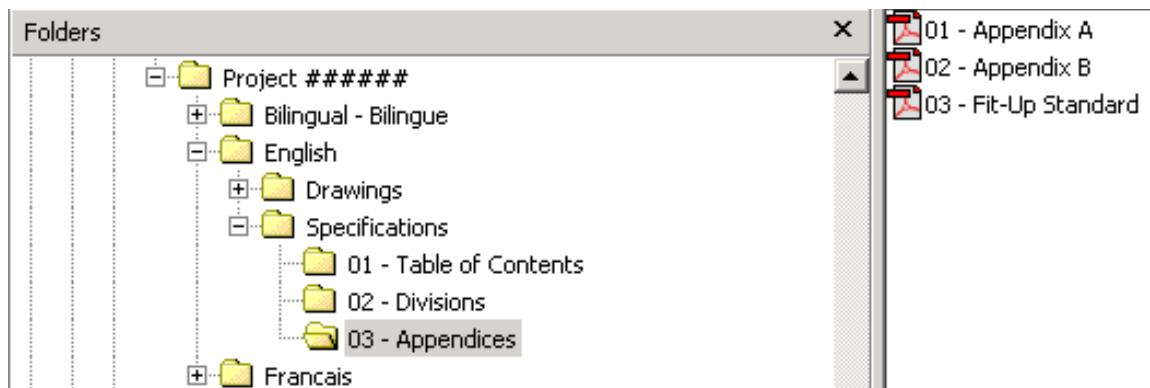 Folders
Project ######
Bilingual - Bilingue
English
Drawings
Specifications
01 - Table of Contents
02 - Divisions
03 - Appendices
Francais
01 - Appendix A
02 - Appendix B
03 - Fit-Up Standard